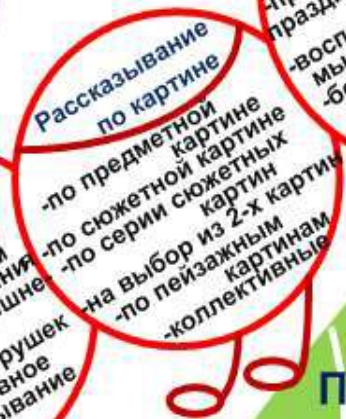 Рассказывание
по картине
-по предметной
картине
-по сюжетной картине
-по серии сюжетных
картин
-на выбор из 2-х картин
-по пейзажным
картинам
-коллективные